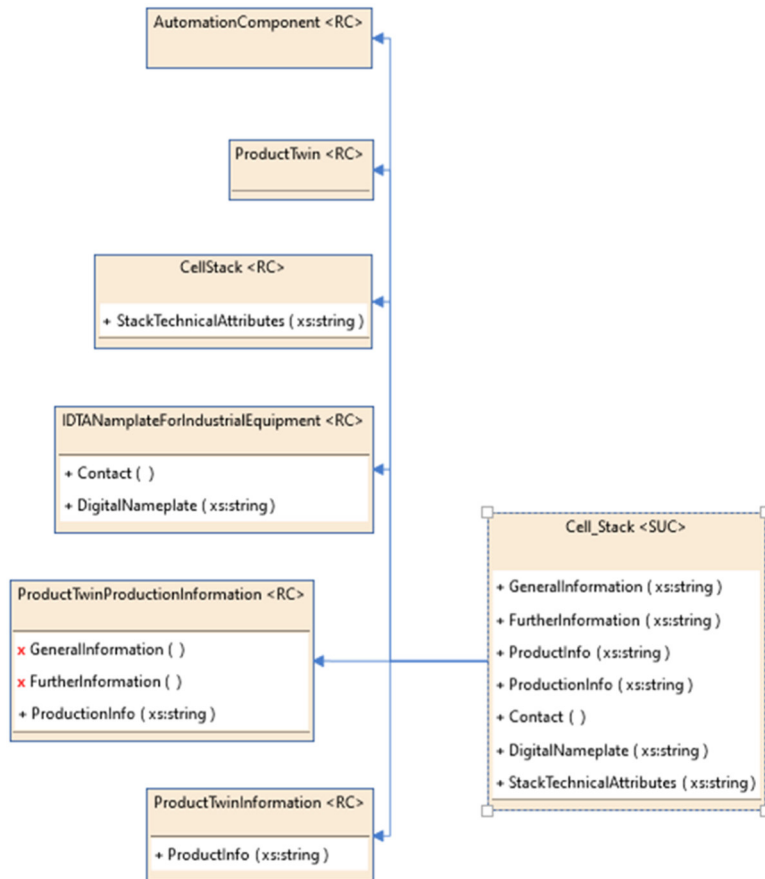 AutomationComponent <RC>
ProductTwin <RC>
CellStack <RC>
+ StackTechnicalAttributes ( xs:string )
IDTANamplateForIndustrialEquipment <RC>
+ Contact ( )
+ DigitalNameplate ( xs:string )
ProductTwinProductionInformation <RC>
x GeneralInformation ( )
x FurtherInformation ( )
+ ProductionInfo ( xs:string )
ProductTwinInformation <RC>
+ ProductInfo ( xs:string )
Cell_Stack <SUC>
+ GeneralInformation ( xs:string )
+ FurtherInformation ( xs:string )
+ ProductInfo ( xs:string )
+ ProductionInfo ( xs:string )
+ Contact ( )
+ DigitalNameplate ( xs:string )
+ StackTechnicalAttributes ( xs:string )